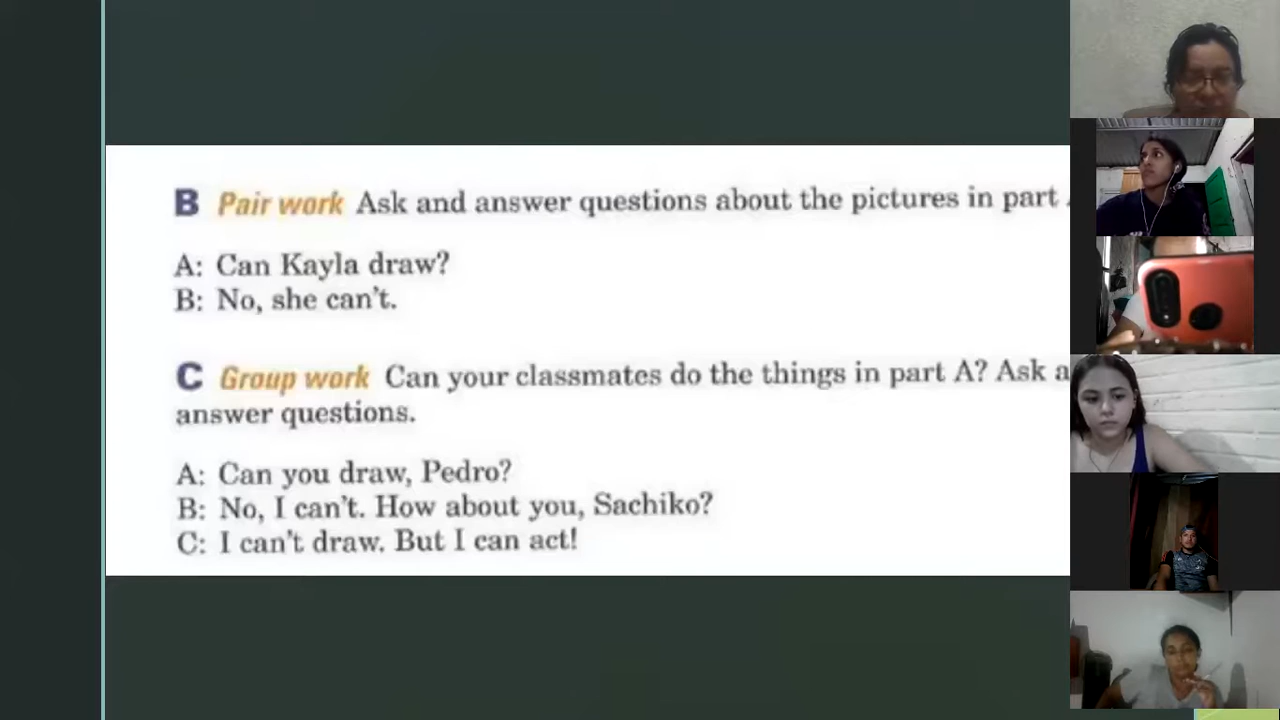 B Pair work Ask and answer questions about the pictures in part
A: Can Kayla draw?
B: No, she can't.
C Group work Can your classmates do the things in part A? Ask a
answer questions.
A: Can you draw, Pedro?
B: No, I can't. How about you, Sachiko?
C: I can't draw. But I can act!